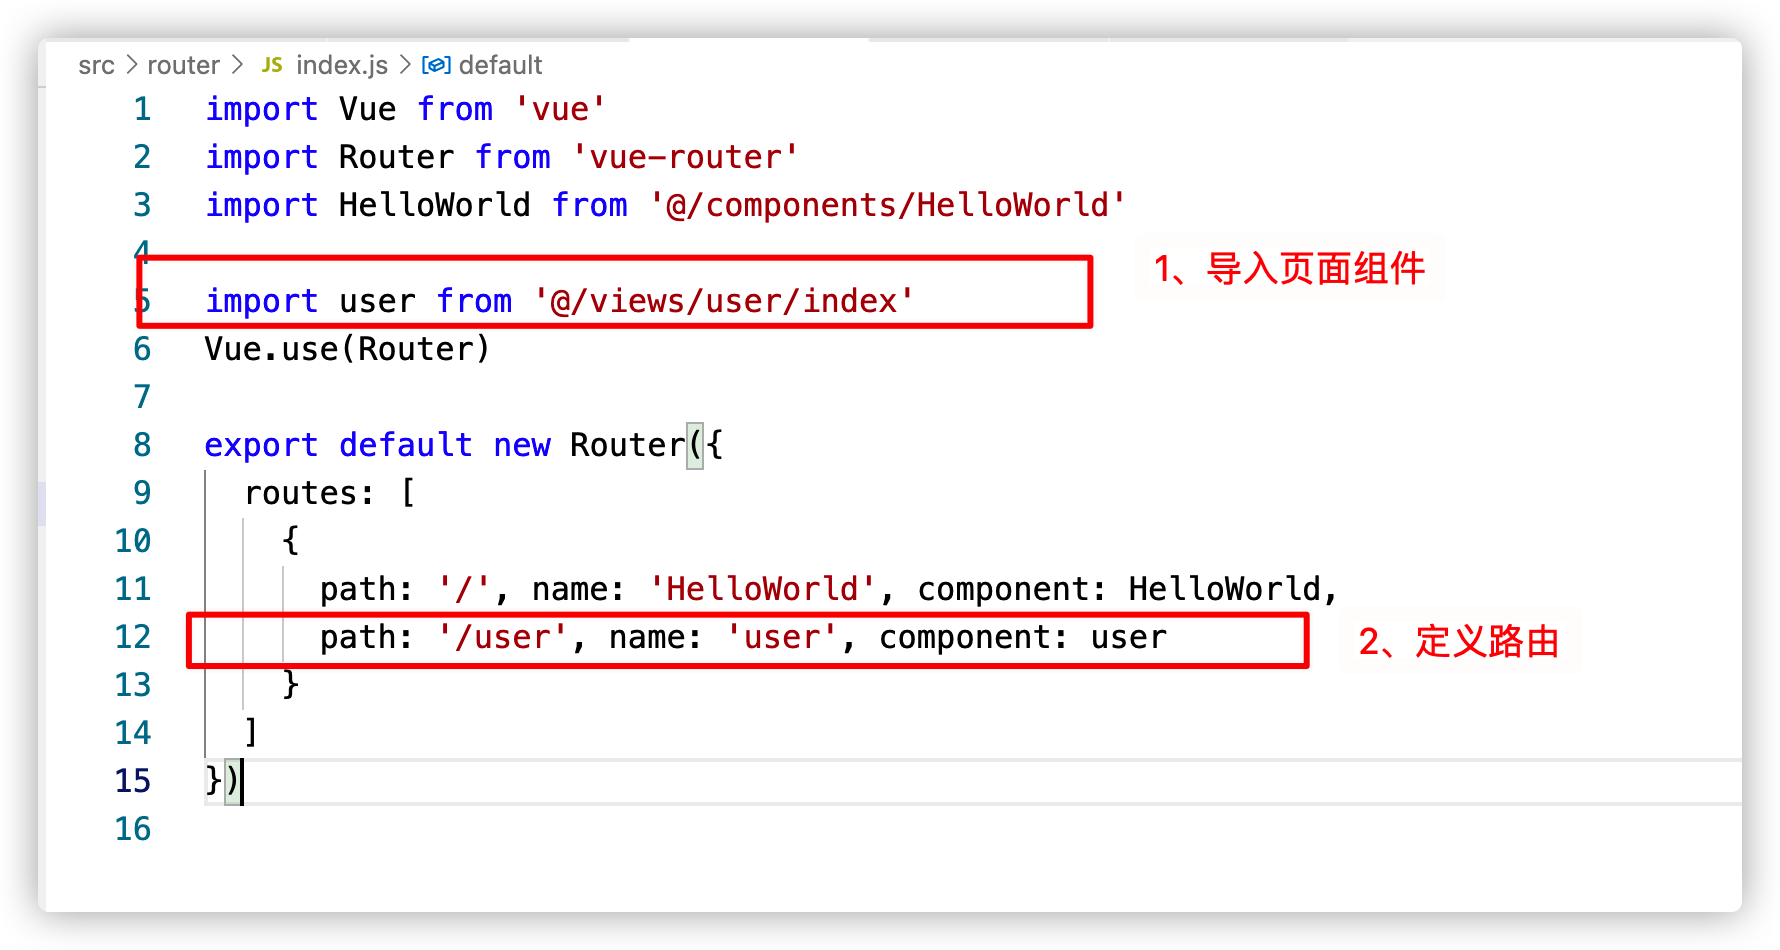 src > router > JS index.js > default
1 import Vue from 'vue'
2 import Router from 'vue-router'
3 import HelloWorld from '@/components/HelloWorld'
4
1、导入页面组件
5 import user from '@/views/user/index'
6 Vue.use(Router)
7
8 export default new Router({
9 routes: [
10 {
11 path: '/', name: 'HelloWorld', component: HelloWorld,
12 path: '/user', name: 'user', component: user
2、定义路由
13 }
14 ]
15 })
16